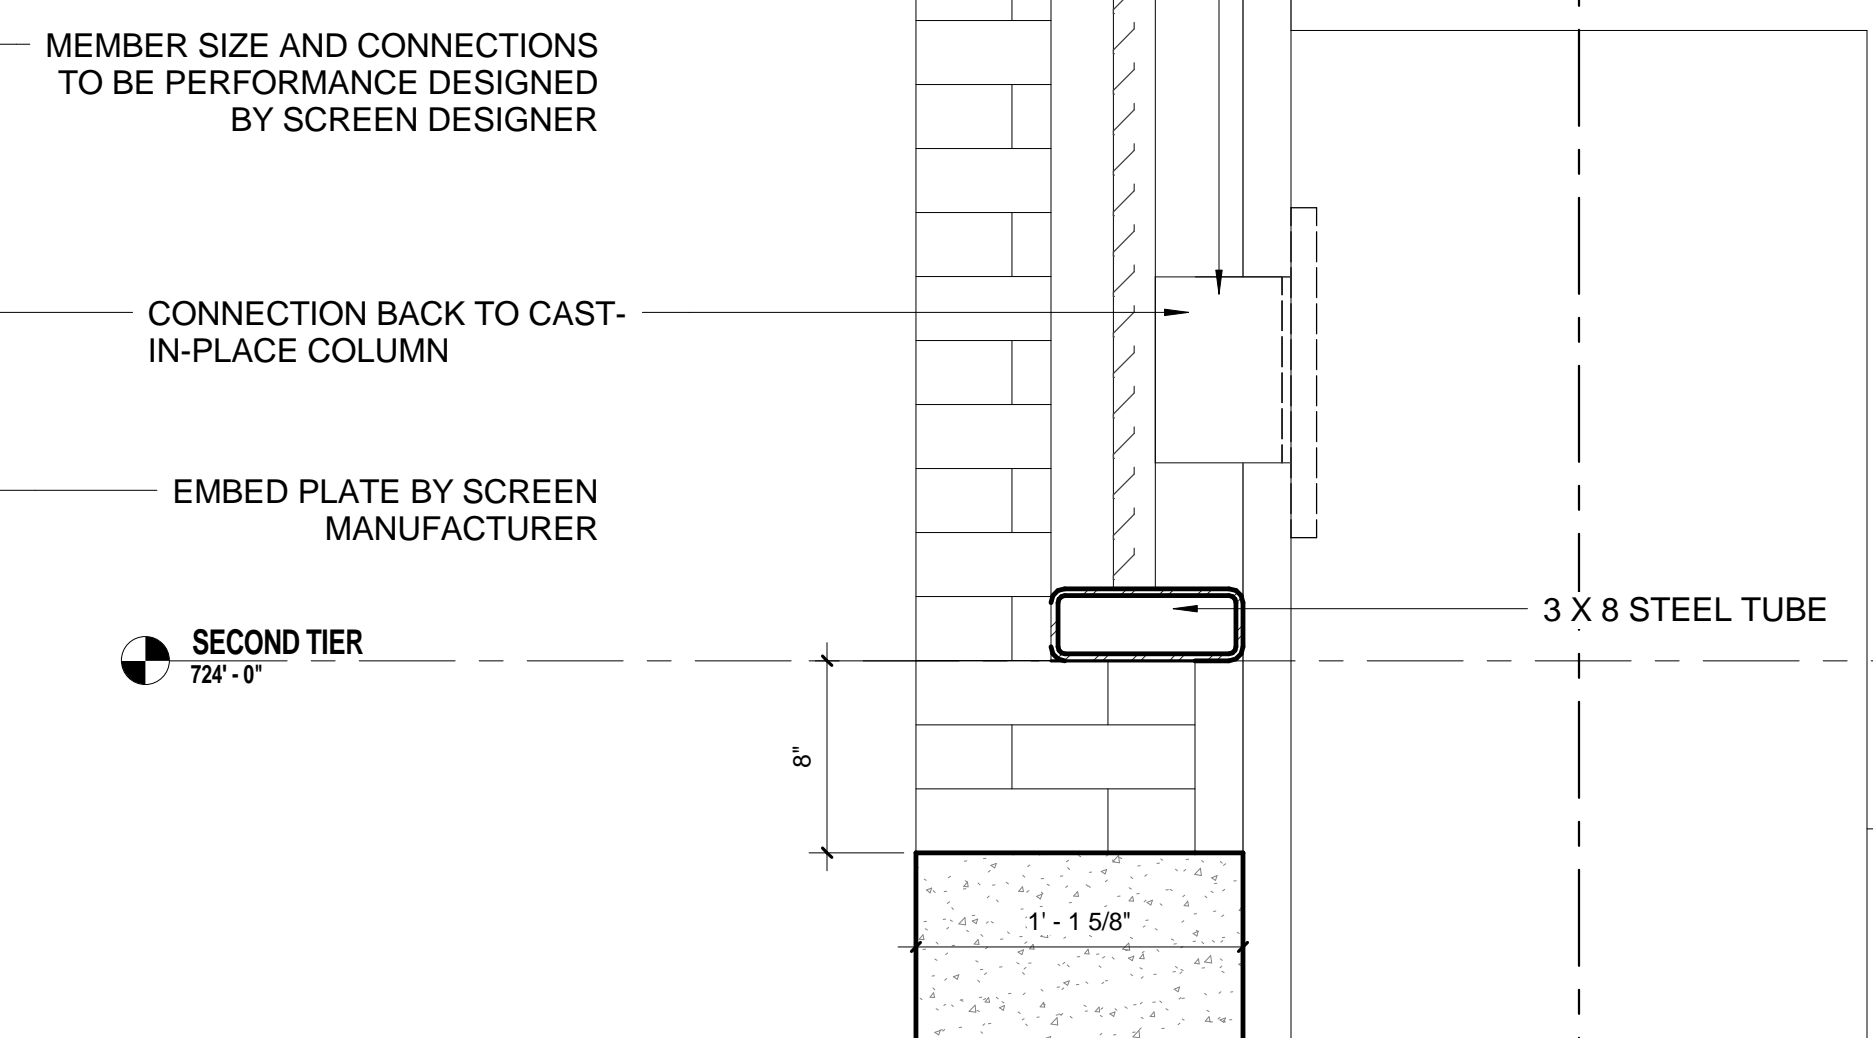 MEMBER SIZE AND CONNECTIONS
TO BE PERFORMANCE DESIGNED
BY SCREEN DESIGNER
CONNECTION BACK TO CAST-
IN-PLACE COLUMN
EMBED PLATE BY SCREEN
MANUFACTURER
3 X 8 STEEL TUBE
SECOND TIER
724' - 0"
8"
1' - 1 5/8"